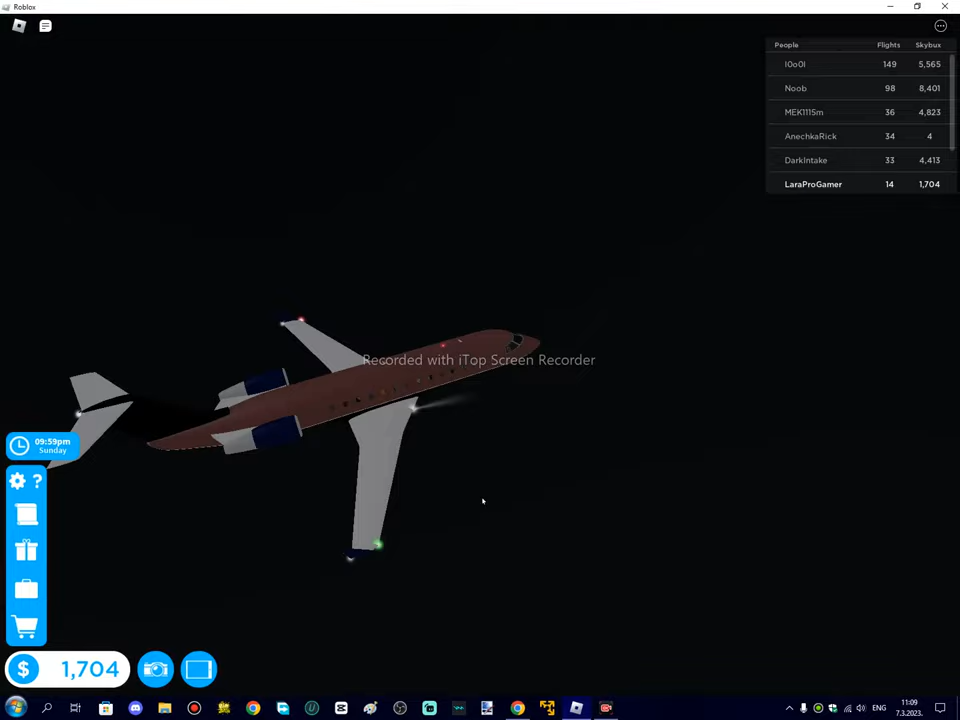 Roblox
People Flights Skybux
I0o0I 149 5,565
Noob 98 8,401
MEK1115m 36 4,823
AnechkaRick 34 4
DarkIntake 33 4,413
LaraProGamer 14 1,704
Recorded with iTop Screen Recorder
09:59pm
Sunday
?
$ 1,704
ENG
11:09
7.3.2023.